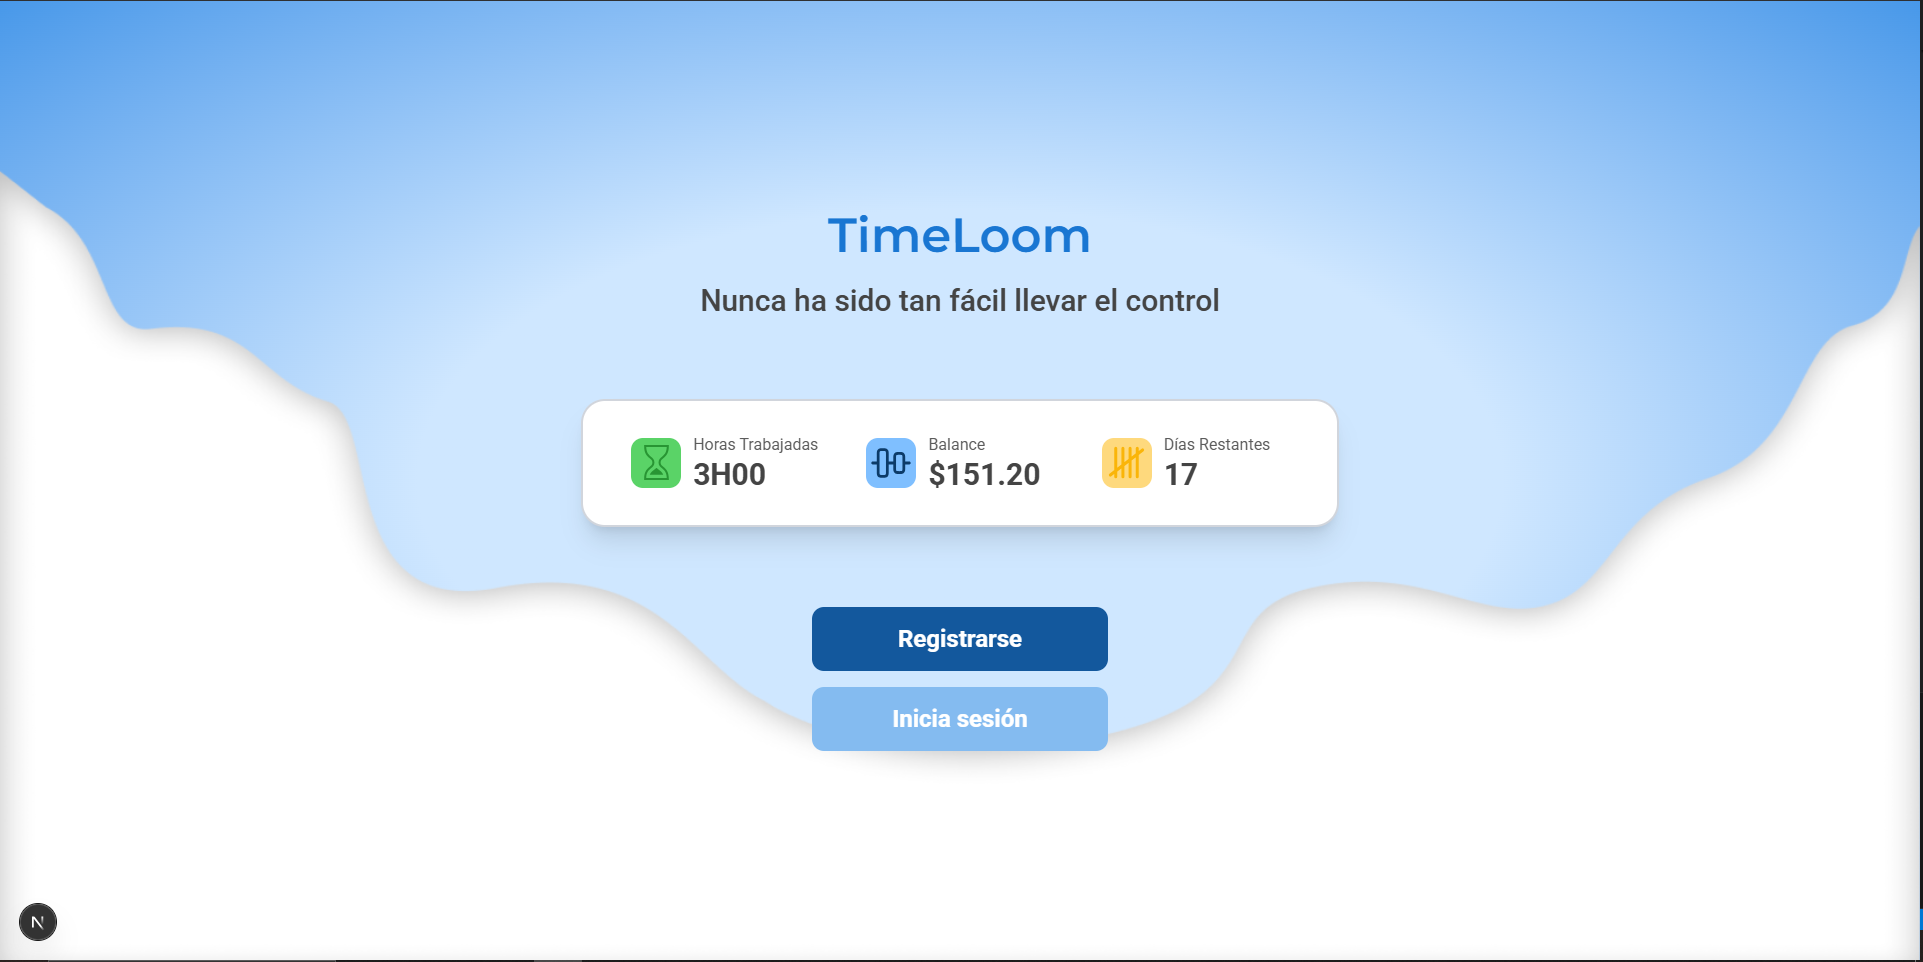 TimeLoom
Nunca ha sido tan fácil llevar el control
Horas Trabajadas
3H00
Balance
$151.20
Días Restantes
17
Registrarse
Inicia sesión
N